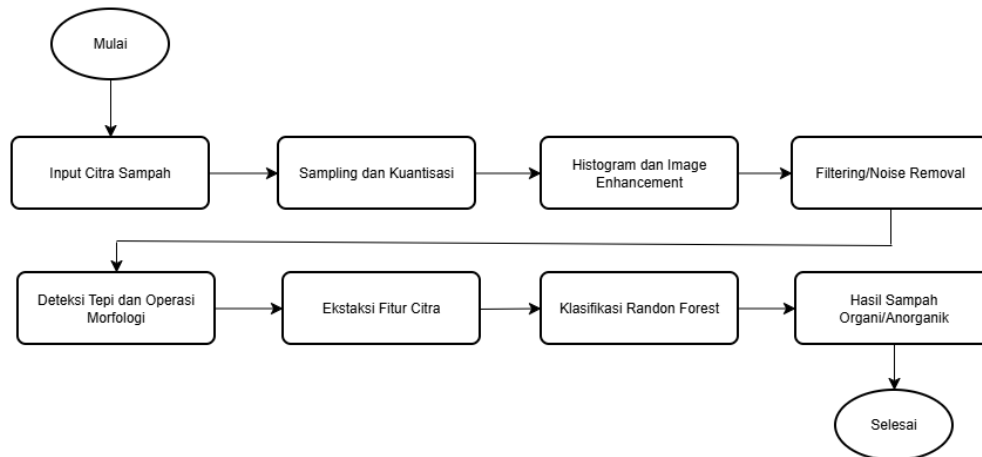 Mulai
Input Citra Sampah
Sampling dan Kuantisasi
Histogram dan Image
Enhancement
Filtering/Noise Removal
Deteksi Tepi dan Operasi
Morfologi
Ekstaksi Fitur Citra
Klasifikasi Randon Forest
Hasil Sampah
Organi/Anorganik
Selesai